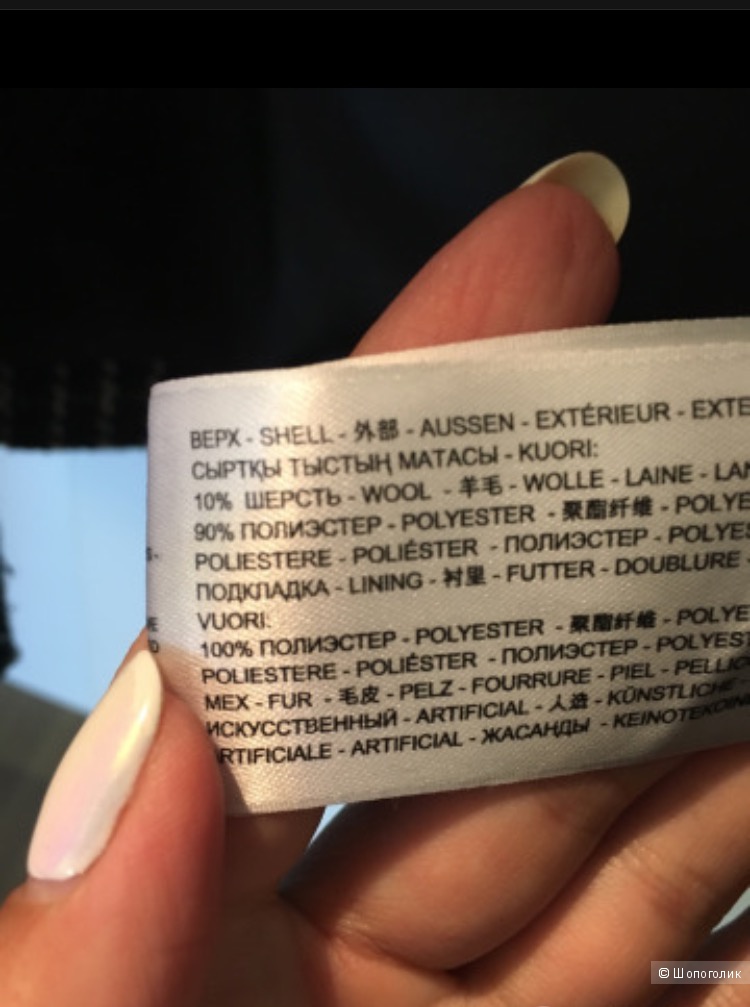 ВЕРХ - SHELL - 外部 - AUSSEN - EXTÉRIEUR - EXTE
СЫРТҚЫ ТЫСТЫҢ МАТАСЫ - KUORI:
10% ШЕРСТЬ - WOOL - 羊毛 - WOLLE - LAINE - LAN
90% ПОЛИЭСТЕР - POLYESTER - 聚酯纤维 - POLYE
POLIESTERE - POLIÉSTER - ПОЛИЭСТЕР - POLYES
ПОДКЛАДКА - LINING - 衬里 - FUTTER - DOUBLURE -
VUORI:
100% ПОЛИЭСТЕР - POLYESTER - 聚酯纤维 - POLYE
POLIESTERE - POLIÉSTER - ПОЛИЭСТЕР - POLYEST
МЕХ - FUR - 毛皮 - PELZ - FOURRURE - PIEL - PELLIC
ИСКУССТВЕННЫЙ - ARTIFICIAL - 人造 - KÜNSTLICHE -
RTIFICIALE - ARTIFICIAL - ЖАСАНДЫ - KEINOTEKOIN
© Шопоголик